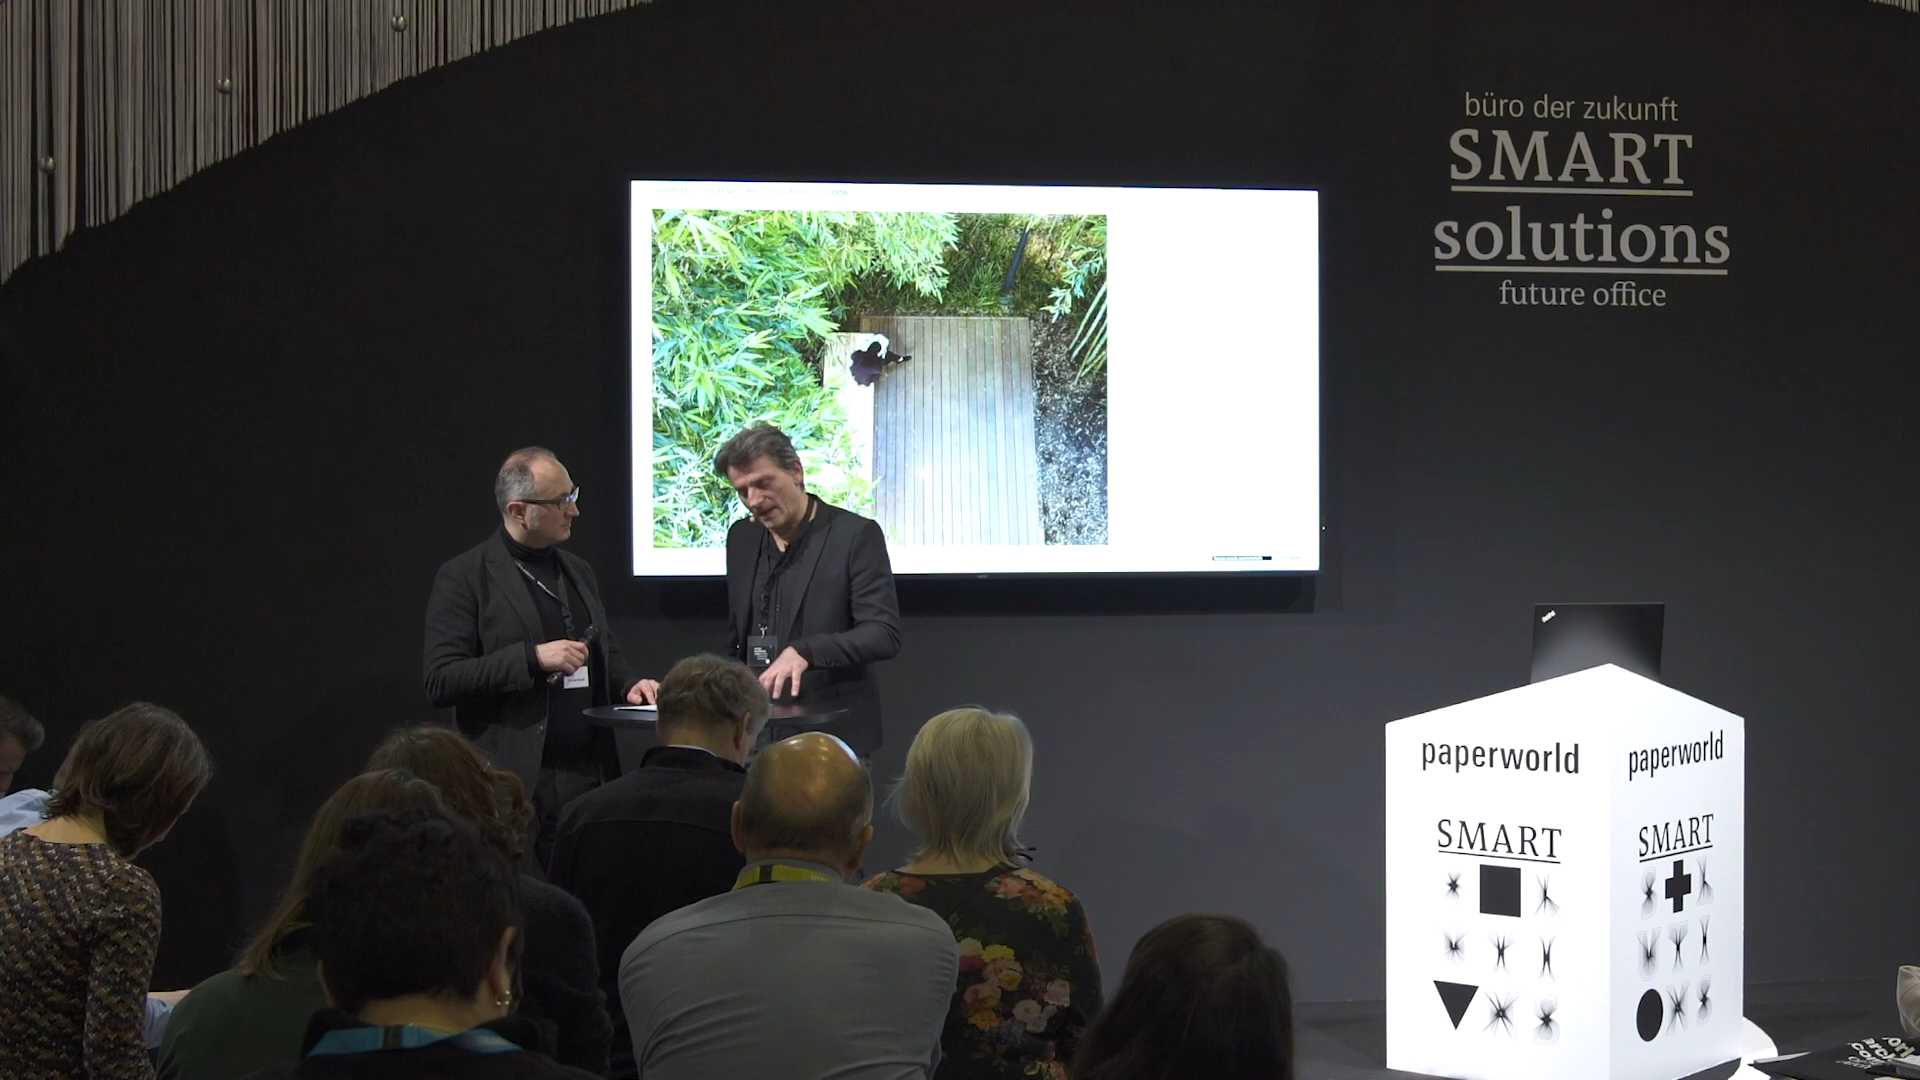 büro der zukunft
SMART
solutions
future office
paperworld
SMART
paperworld
SMART